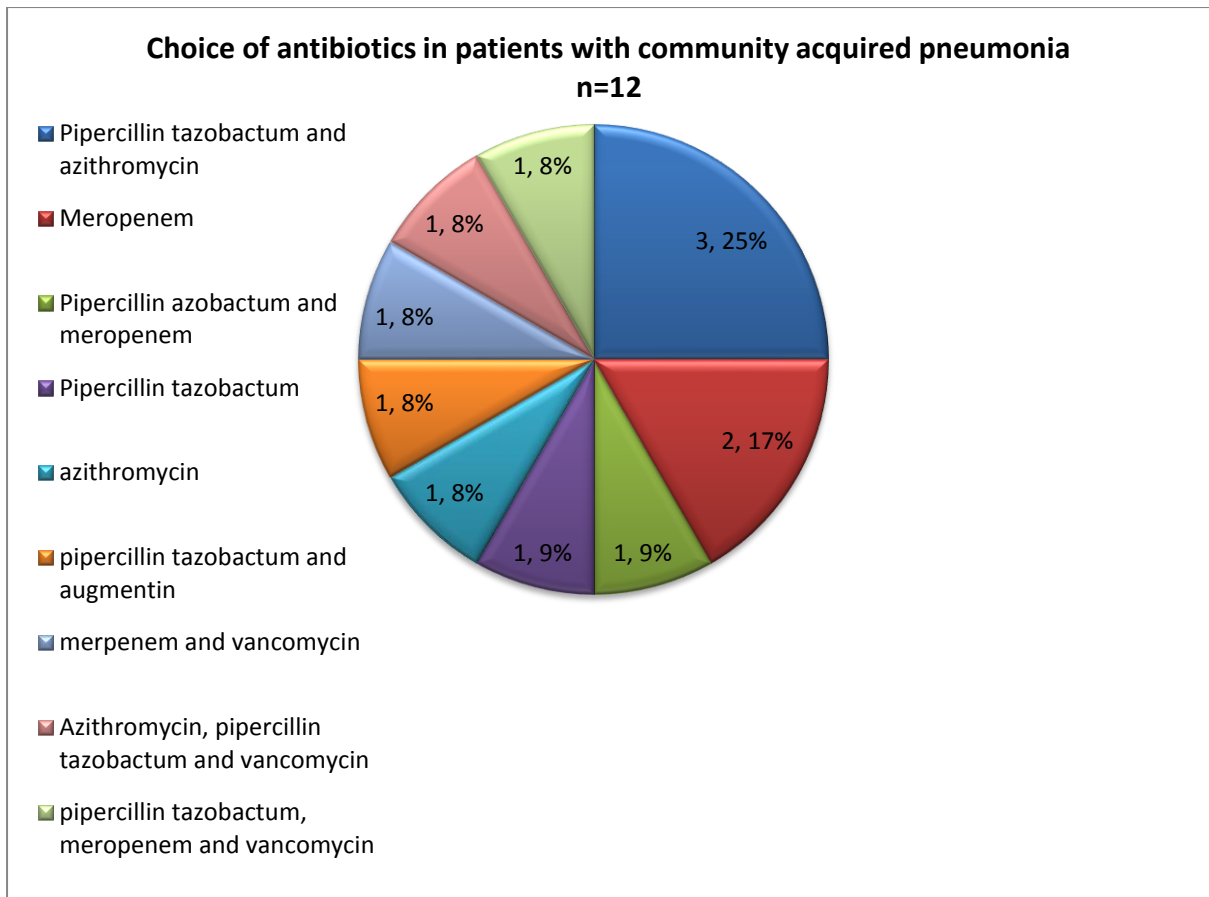 Choice of antibiotics in patients with community acquired pneumonia
n=12
Pipercillin tazobactum and
azithromycin
Meropenem
Pipercillin azobactum and
meropenem
Pipercillin tazobactum
azithromycin
pipercillin tazobactum and
augmentin
merpenem and vancomycin
Azithromycin, pipercillin
tazobactum and vancomycin
pipercillin tazobactum,
meropenem and vancomycin
3, 25%
2, 17%
1, 9%
1, 9%
1, 8%
1, 8%
1, 8%
1, 8%
1, 8%